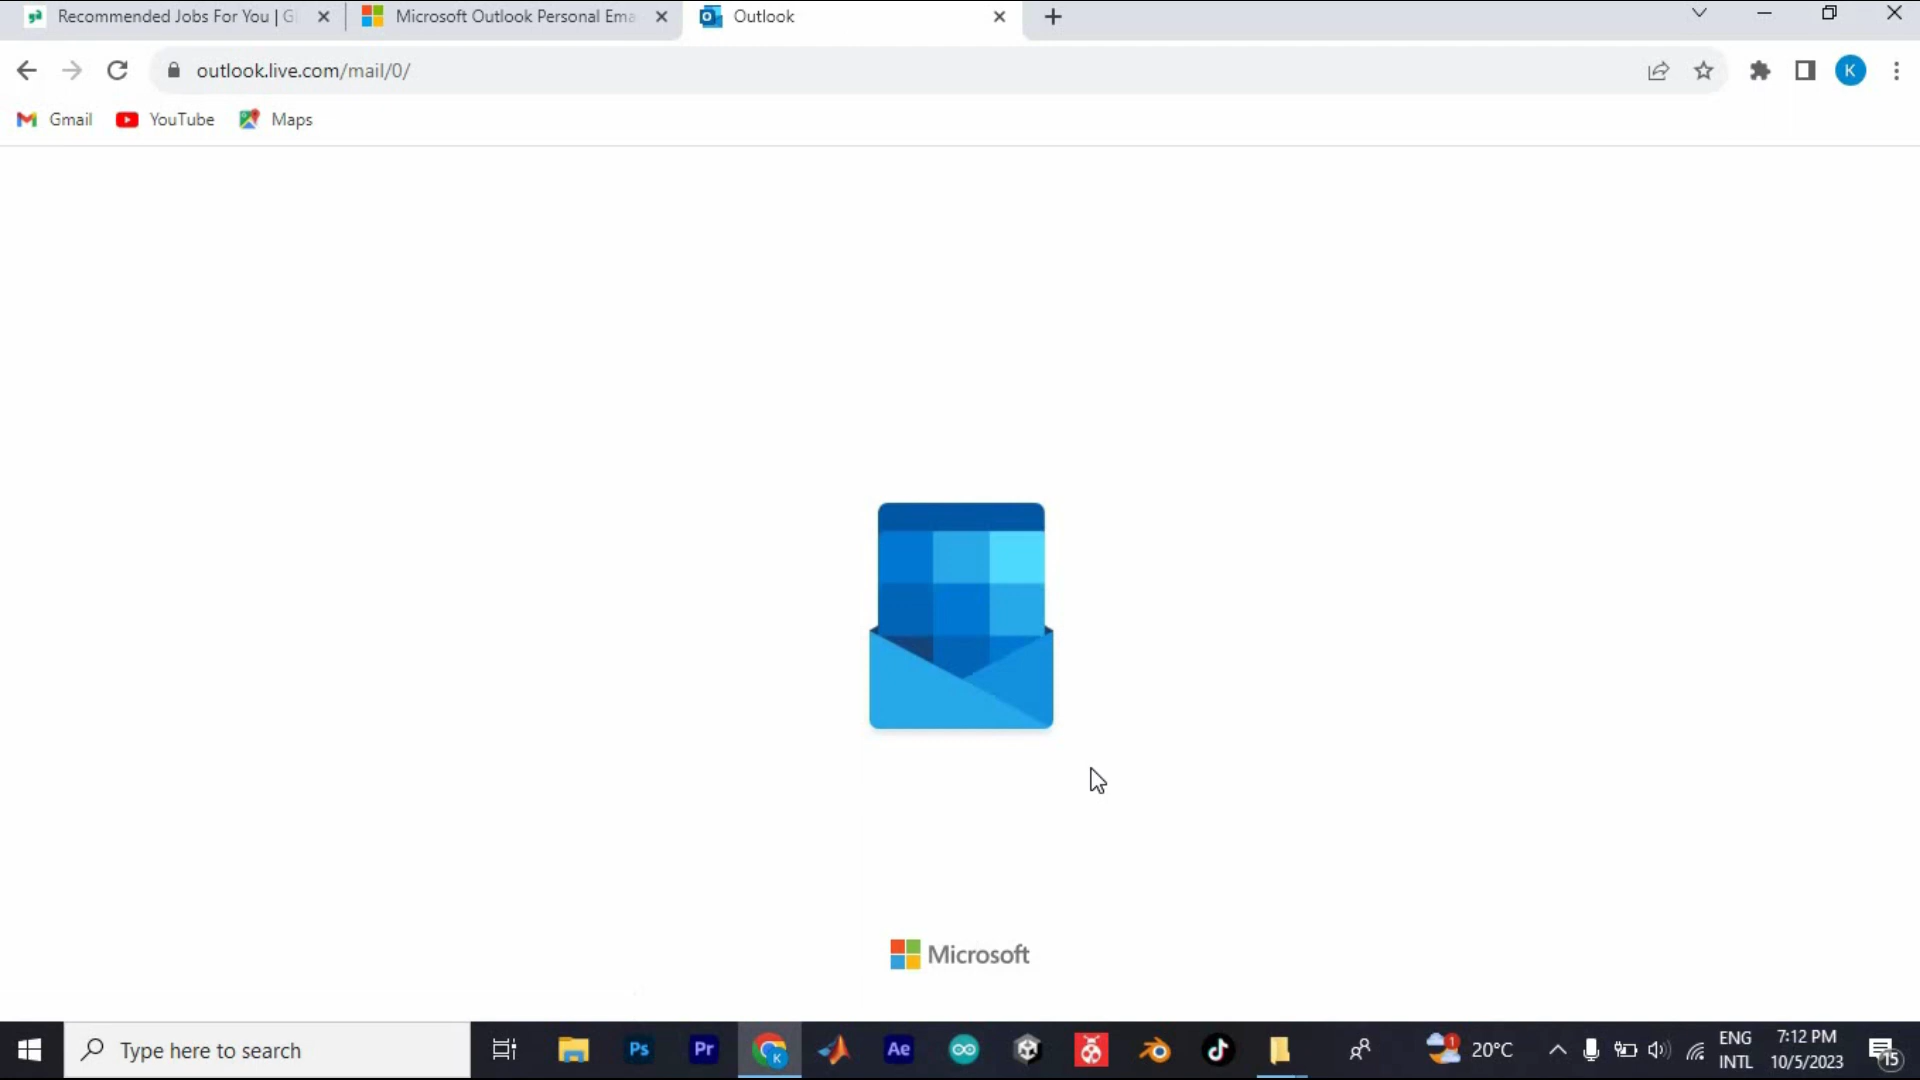 Recommended Jobs For You | G
Microsoft Outlook Personal Ema
Outlook
outlook.live.com/mail/0/
K
Gmail
YouTube
Maps
Microsoft
Type here to search
Ps
Pr
K
Ae
1
20°C
ENG
INTL
7:12 PM
10/5/2023
15